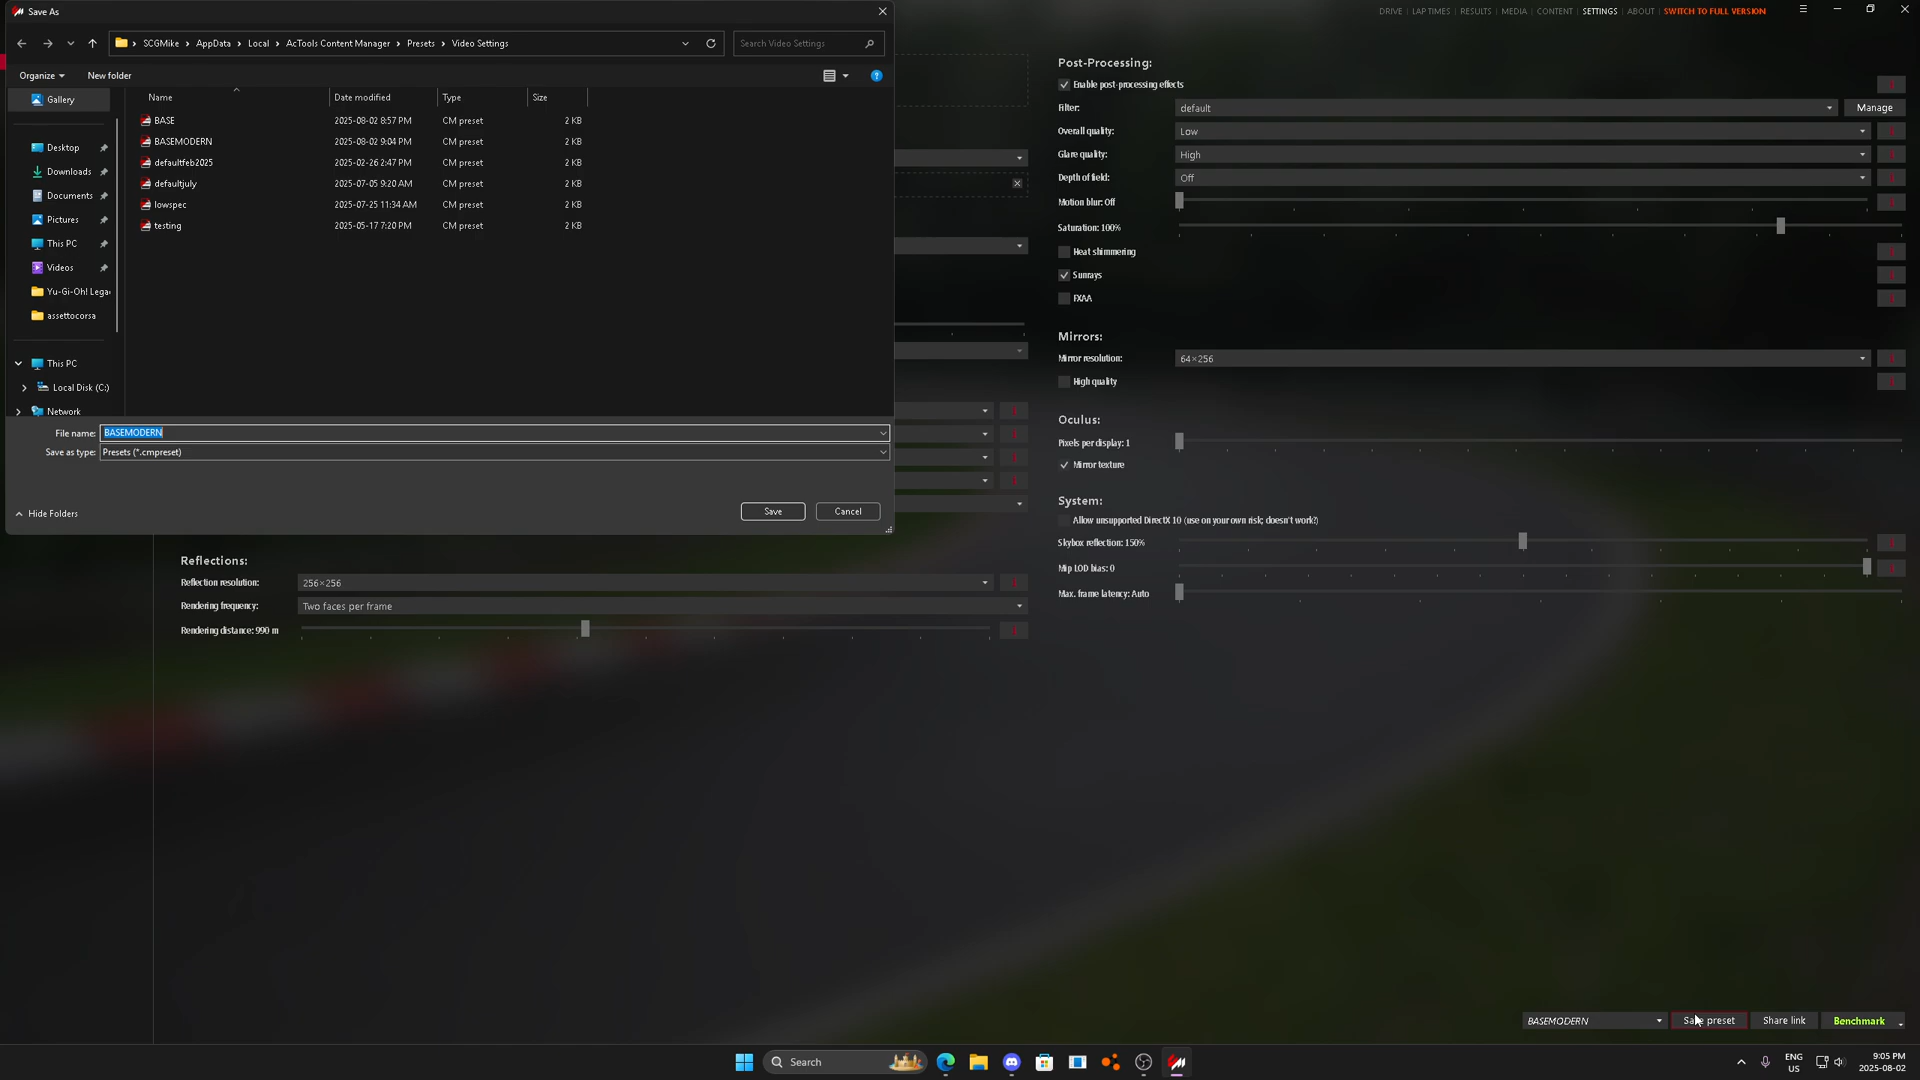 Save As
DRIVE | LAP TIMES | RESULTS | MEDIA | CONTENT | SETTINGS | ABOUT | SWITCH TO FULL VERSION
SCGMike > AppData > Local > AcTools Content Manager > Presets > Video Settings
Search Video Settings
Organize
New folder
Name
Date modified
Type
Size
Gallery
Desktop
Downloads
Documents
Pictures
This PC
Videos
Yu-Gi-Oh! Lega
assettocorsa
This PC
Local Disk (C:)
Network
BASE 2025-08-02 8:57 PM CM preset 2 KB
BASEMODERN 2025-08-02 9:04 PM CM preset 2 KB
defaultfeb2025 2025-02-26 2:47 PM CM preset 2 KB
defaultjuly 2025-07-05 9:20 AM CM preset 2 KB
lowspec 2025-07-25 11:34 AM CM preset 2 KB
testing 2025-05-17 7:20 PM CM preset 2 KB
File name: BASEMODERN
Save as type: Presets (*.cmpreset)
Hide Folders
Save
Cancel
Reflections:
Reflection resolution: 256×256
Rendering frequency: Two faces per frame
Rendering distance: 990 m
Post-Processing:
Enable post-processing effects
Filter: default Manage
Overall quality: Low
Glare quality: High
Depth of field: Off
Motion blur: Off
Saturation: 100%
Heat shimmering
Sunrays
FXAA
Mirrors:
Mirror resolution: 64×256
High quality
Oculus:
Pixels per display: 1
Mirror texture
System:
Allow unsupported DirectX 10 (use on your own risk; doesn't work?)
Skybox reflection: 150%
Mip LOD bias: 0
Max. frame latency: Auto
BASEMODERN
Save preset
Share link
Benchmark
Search
ENG
US
9:05 PM
2025-08-02